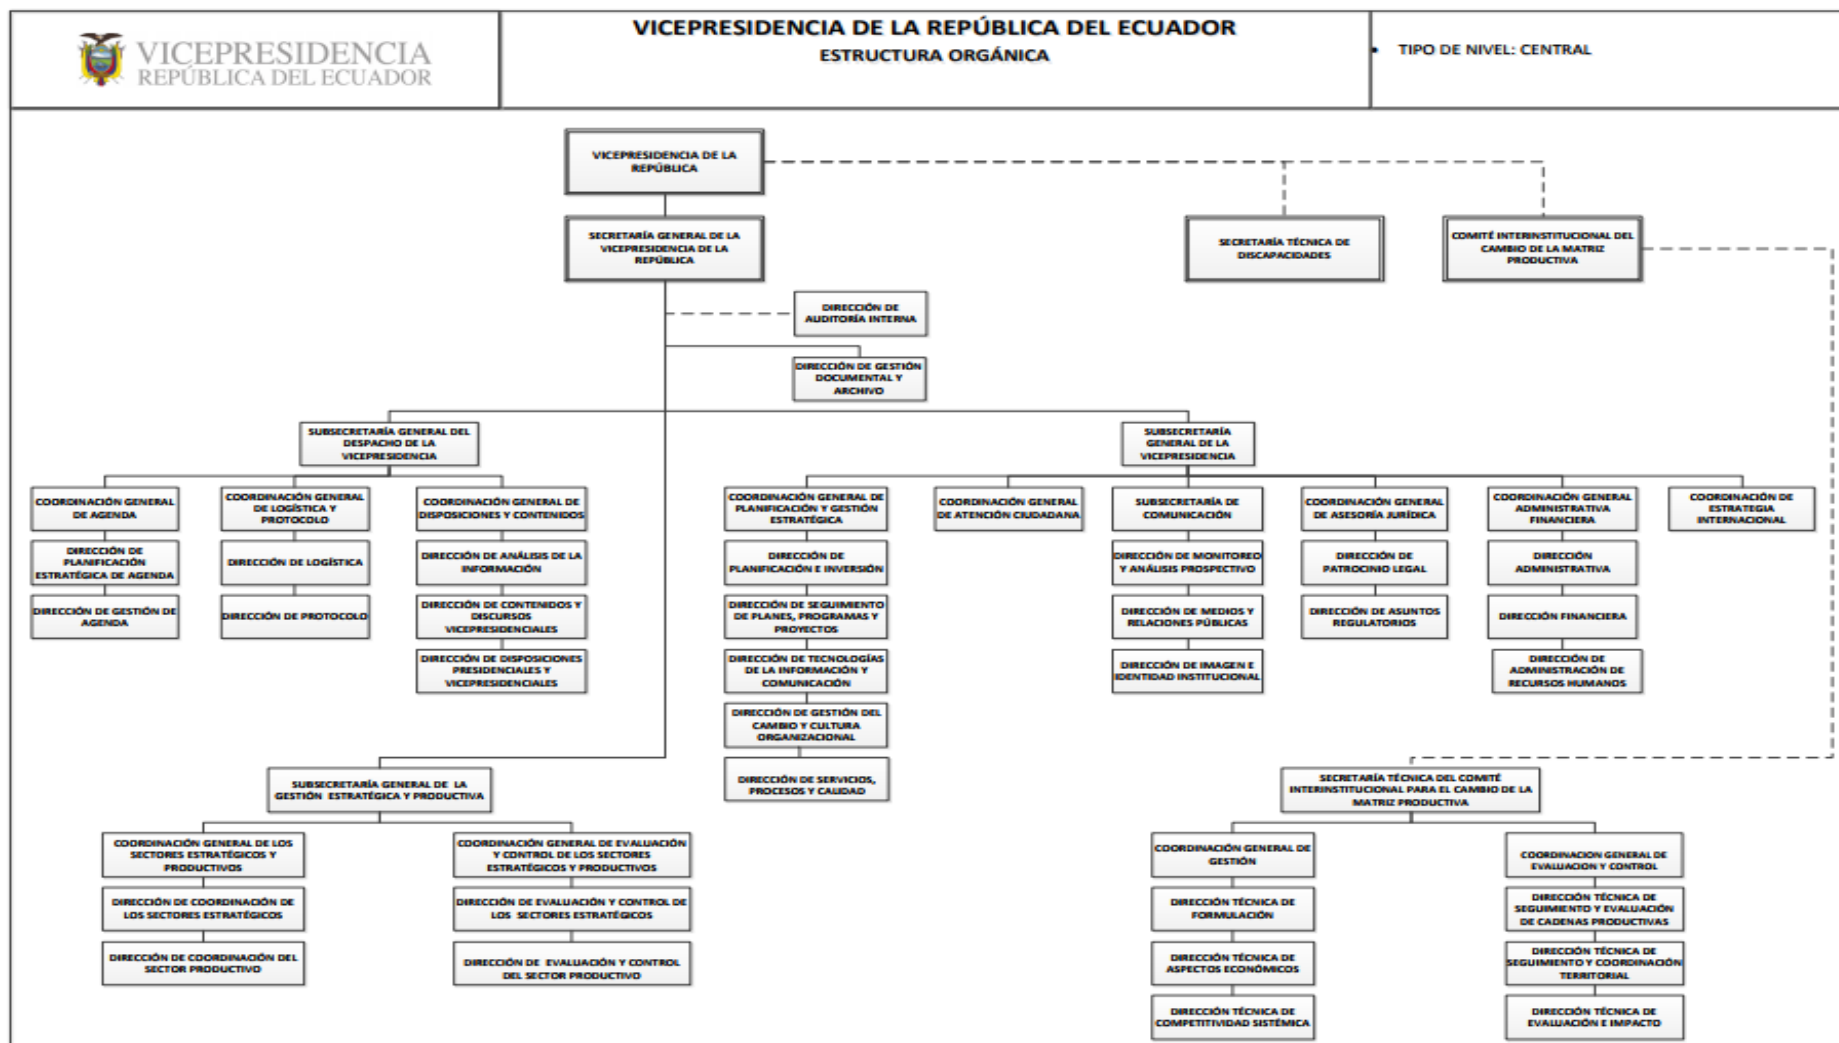 VICEPRESIDENCIA
REPÚBLICA DEL ECUADOR
VICEPRESIDENCIA DE LA REPÚBLICA DEL ECUADOR
ESTRUCTURA ORGÁNICA
• TIPO DE NIVEL: CENTRAL
VICEPRESIDENCIA DE LA
REPÚBLICA
SECRETARÍA GENERAL DE LA
VICEPRESIDENCIA DE LA
REPÚBLICA
SECRETARÍA TÉCNICA DE
DISCAPACIDADES
COMITÉ INTERINSTITUCIONAL DEL
CAMBIO DE LA MATRIZ
PRODUCTIVA
DIRECCIÓN DE
AUDITORÍA INTERNA
DIRECCIÓN DE GESTIÓN
DOCUMENTAL Y
ARCHIVO
SUBSECRETARÍA GENERAL DEL
DESPACHO DE LA
VICEPRESIDENCIA
SUBSECRETARÍA
GENERAL DE LA
VICEPRESIDENCIA
COORDINACIÓN GENERAL
DE AGENDA
COORDINACIÓN GENERAL
DE LOGÍSTICA Y
PROTOCOLO
COORDINACIÓN GENERAL DE
DISPOSICIONES Y CONTENIDOS
COORDINACIÓN GENERAL DE
PLANIFICACIÓN Y GESTIÓN
ESTRATÉGICA
COORDINACIÓN GENERAL
DE ATENCIÓN CIUDADANA
SUBSECRETARÍA DE
COMUNICACIÓN
COORDINACIÓN GENERAL
DE ASESORÍA JURÍDICA
COORDINACIÓN GENERAL
ADMINISTRATIVA
FINANCIERA
COORDINACIÓN DE
ESTRATEGIA
INTERNACIONAL
DIRECCIÓN DE
PLANIFICACIÓN
ESTRATÉGICA DE AGENDA
DIRECCIÓN DE LOGÍSTICA
DIRECCIÓN DE ANÁLISIS DE LA
INFORMACIÓN
DIRECCIÓN DE
PLANIFICACIÓN E INVERSIÓN
DIRECCIÓN DE MONITOREO
Y ANÁLISIS PROSPECTIVO
DIRECCIÓN DE
PATROCINIO LEGAL
DIRECCIÓN
ADMINISTRATIVA
DIRECCIÓN DE GESTIÓN DE
AGENDA
DIRECCIÓN DE PROTOCOLO
DIRECCIÓN DE CONTENIDOS Y
DISCURSOS
VICEPRESIDENCIALES
DIRECCIÓN DE SEGUIMIENTO
DE PLANES, PROGRAMAS Y
PROYECTOS
DIRECCIÓN DE MEDIOS Y
RELACIONES PÚBLICAS
DIRECCIÓN DE ASUNTOS
REGULATORIOS
DIRECCIÓN FINANCIERA
DIRECCIÓN DE DISPOSICIONES
PRESIDENCIALES Y
VICEPRESIDENCIALES
DIRECCIÓN DE TECNOLOGÍAS
DE LA INFORMACIÓN Y
COMUNICACIÓN
DIRECCIÓN DE IMAGEN E
IDENTIDAD INSTITUCIONAL
DIRECCIÓN DE
ADMINISTRACIÓN DE
RECURSOS HUMANOS
DIRECCIÓN DE GESTIÓN DEL
CAMBIO Y CULTURA
ORGANIZACIONAL
DIRECCIÓN DE SERVICIOS,
PROCESOS Y CALIDAD
SUBSECRETARÍA GENERAL DE LA
GESTIÓN ESTRATÉGICA Y PRODUCTIVA
SECRETARÍA TÉCNICA DEL COMITÉ
INTERINSTITUCIONAL PARA EL CAMBIO DE LA
MATRIZ PRODUCTIVA
COORDINACIÓN GENERAL DE LOS
SECTORES ESTRATÉGICOS Y
PRODUCTIVOS
COORDINACIÓN GENERAL DE EVALUACIÓN
Y CONTROL DE LOS SECTORES
ESTRATÉGICOS Y PRODUCTIVOS
COORDINACIÓN GENERAL DE
GESTIÓN
COORDINACION GENERAL DE
EVALUACION Y CONTROL
DIRECCIÓN DE COORDINACIÓN DE
LOS SECTORES ESTRATÉGICOS
DIRECCIÓN DE EVALUACIÓN Y CONTROL DE
LOS SECTORES ESTRATÉGICOS
DIRECCIÓN TÉCNICA DE
FORMULACIÓN
DIRECCIÓN TÉCNICA DE
SEGUIMIENTO Y EVALUACIÓN
DE CADENAS PRODUCTIVAS
DIRECCIÓN DE COORDINACIÓN DEL
SECTOR PRODUCTIVO
DIRECCIÓN DE EVALUACIÓN Y CONTROL
DEL SECTOR PRODUCTIVO
DIRECCIÓN TÉCNICA DE
ASPECTOS ECONÓMICOS
DIRECCIÓN TÉCNICA DE
SEGUIMIENTO Y COORDINACIÓN
TERRITORIAL
DIRECCIÓN TÉCNICA DE
COMPETITIVIDAD SISTÉMICA
DIRECCIÓN TÉCNICA DE
EVALUACIÓN E IMPACTO